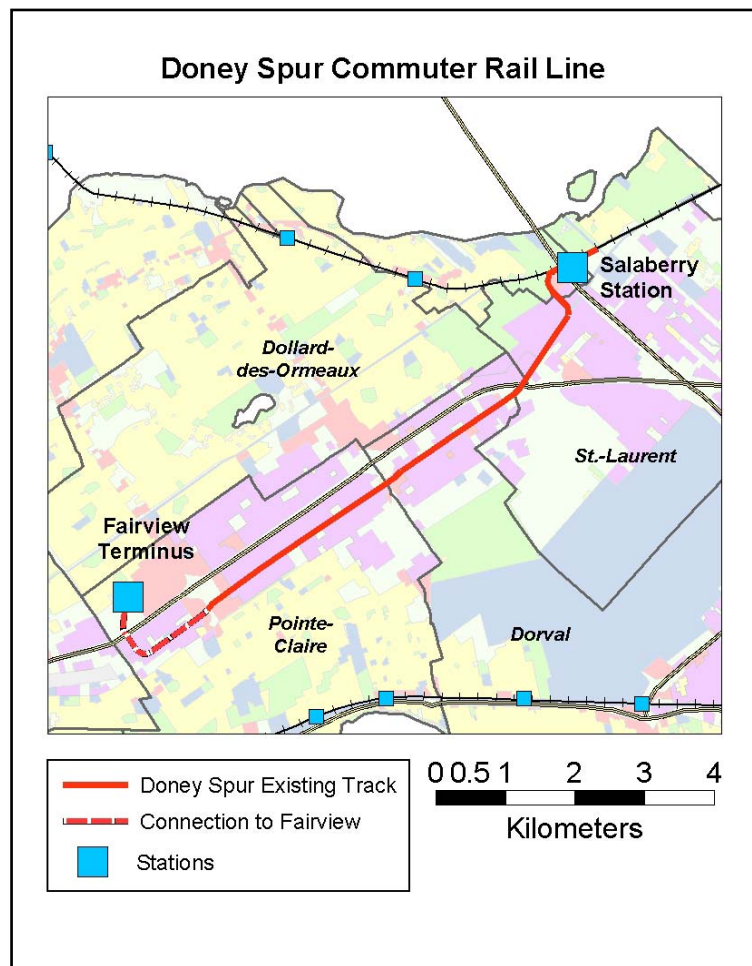 Doney Spur Commuter Rail Line
Salaberry
Station
Dollard-
des-Ormeaux
St.-Laurent
Fairview
Terminus
Pointe-
Claire
Dorval
Doney Spur Existing Track
Connection to Fairview
Stations
0 0.5 1 2 3 4
Kilometers